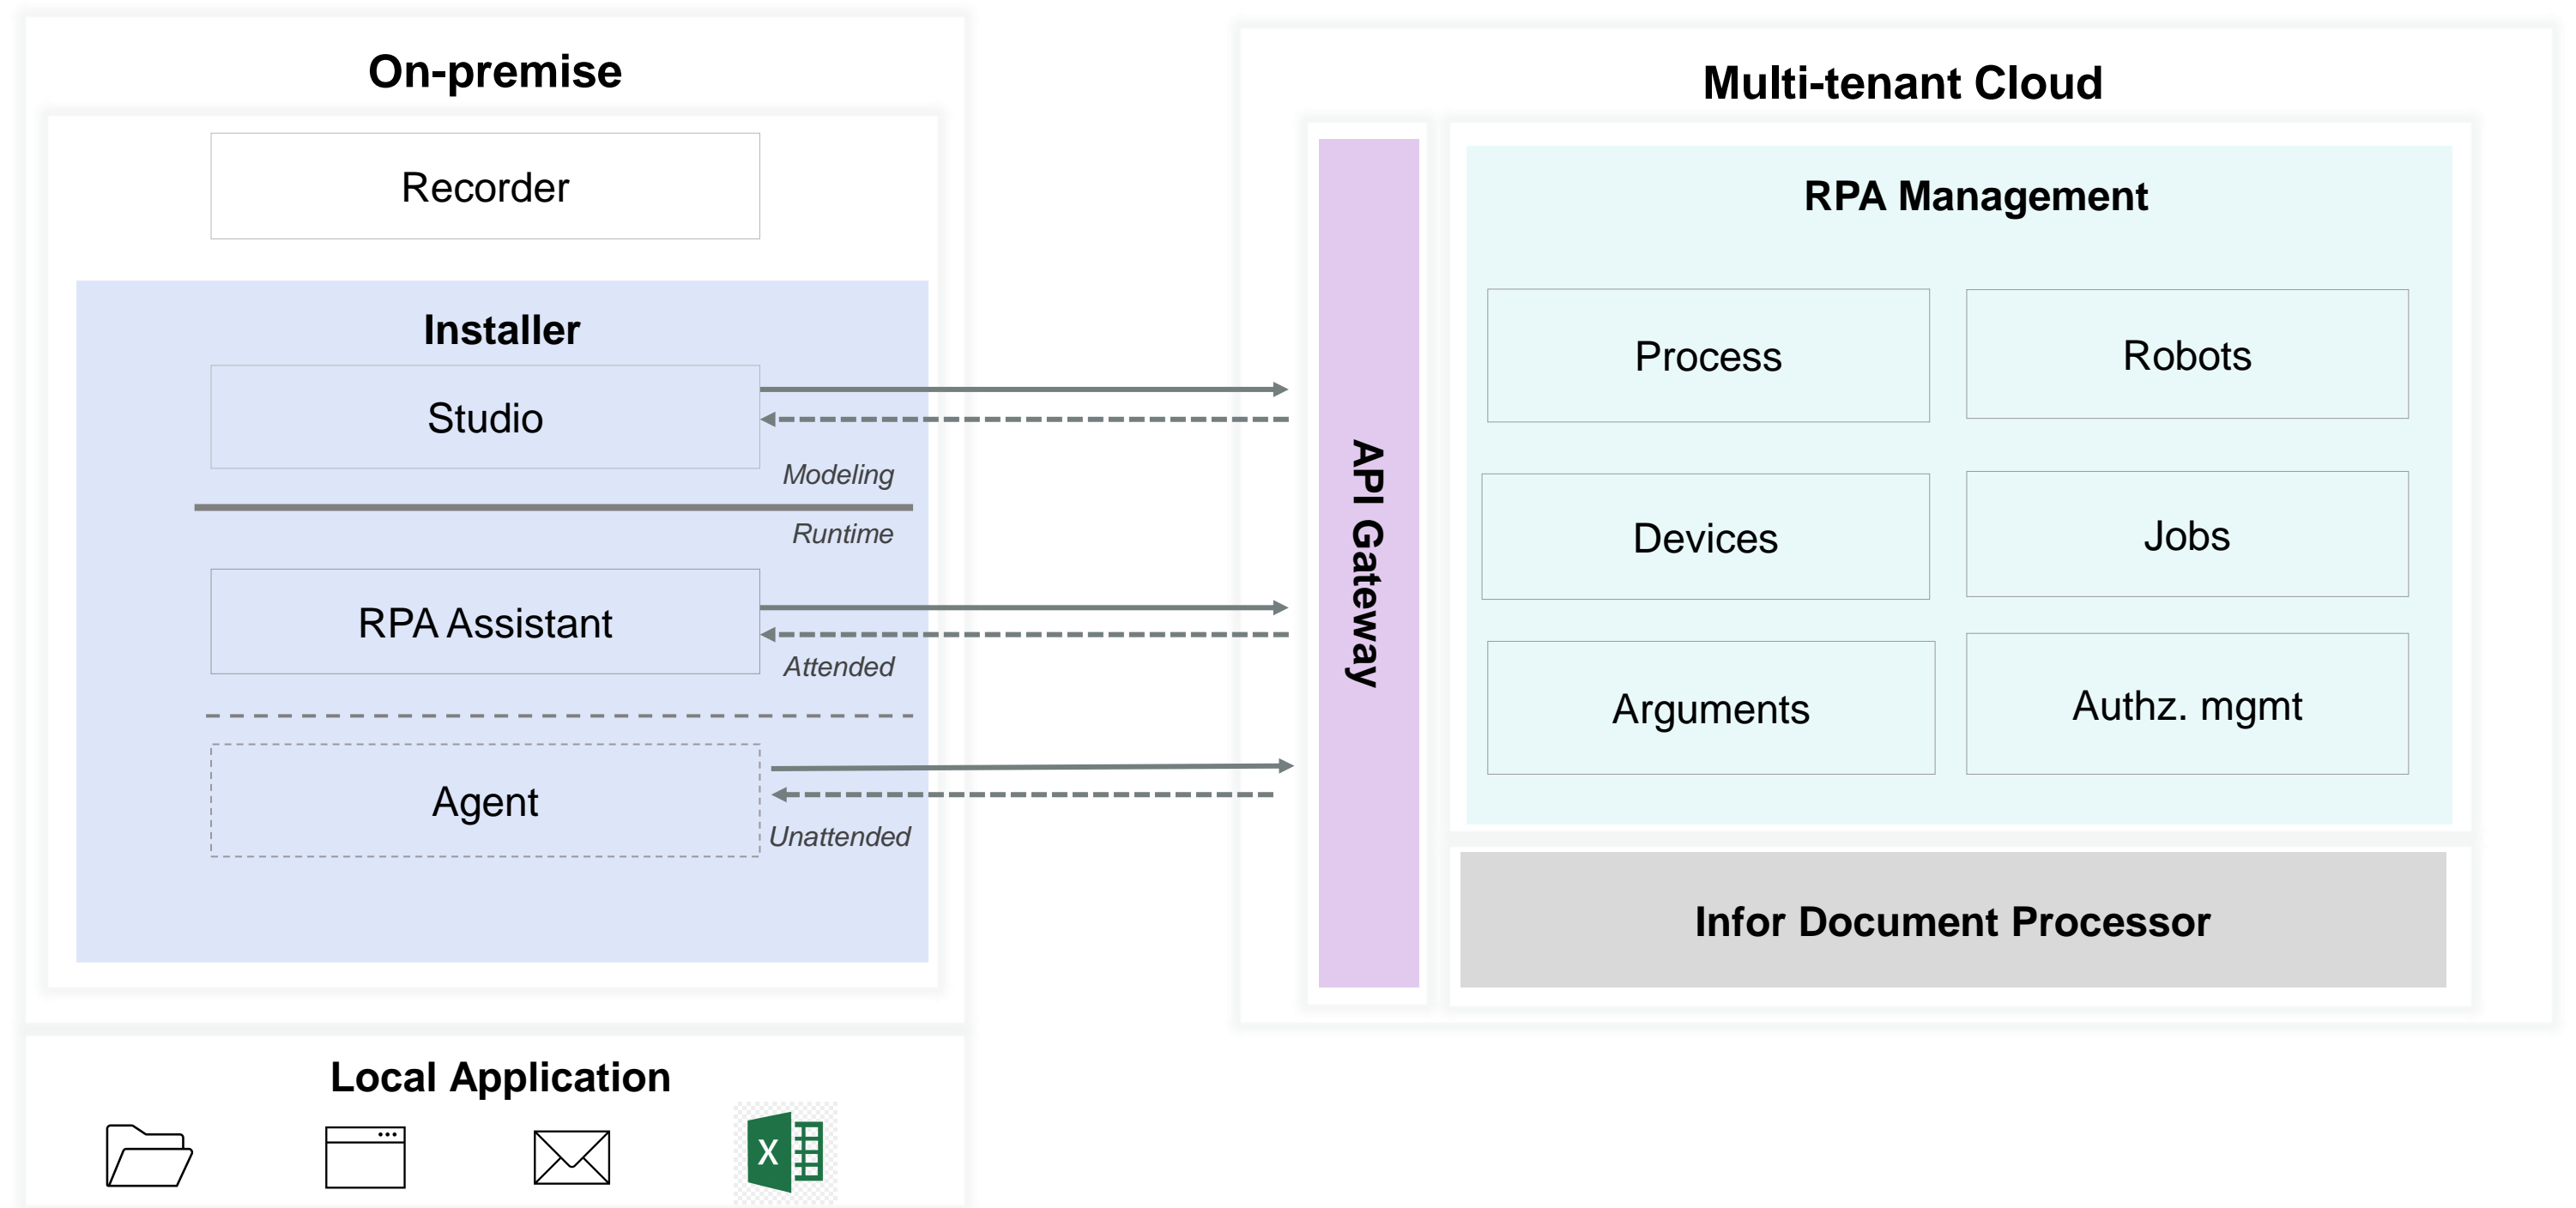 On-premise
Recorder
Installer
Studio
Modeling
Runtime
RPA Assistant
Attended
Agent
Unattended
Local Application
X
Multi-tenant Cloud
API Gateway
RPA Management
Process
Robots
Devices
Jobs
Arguments
Authz. mgmt
Infor Document Processor